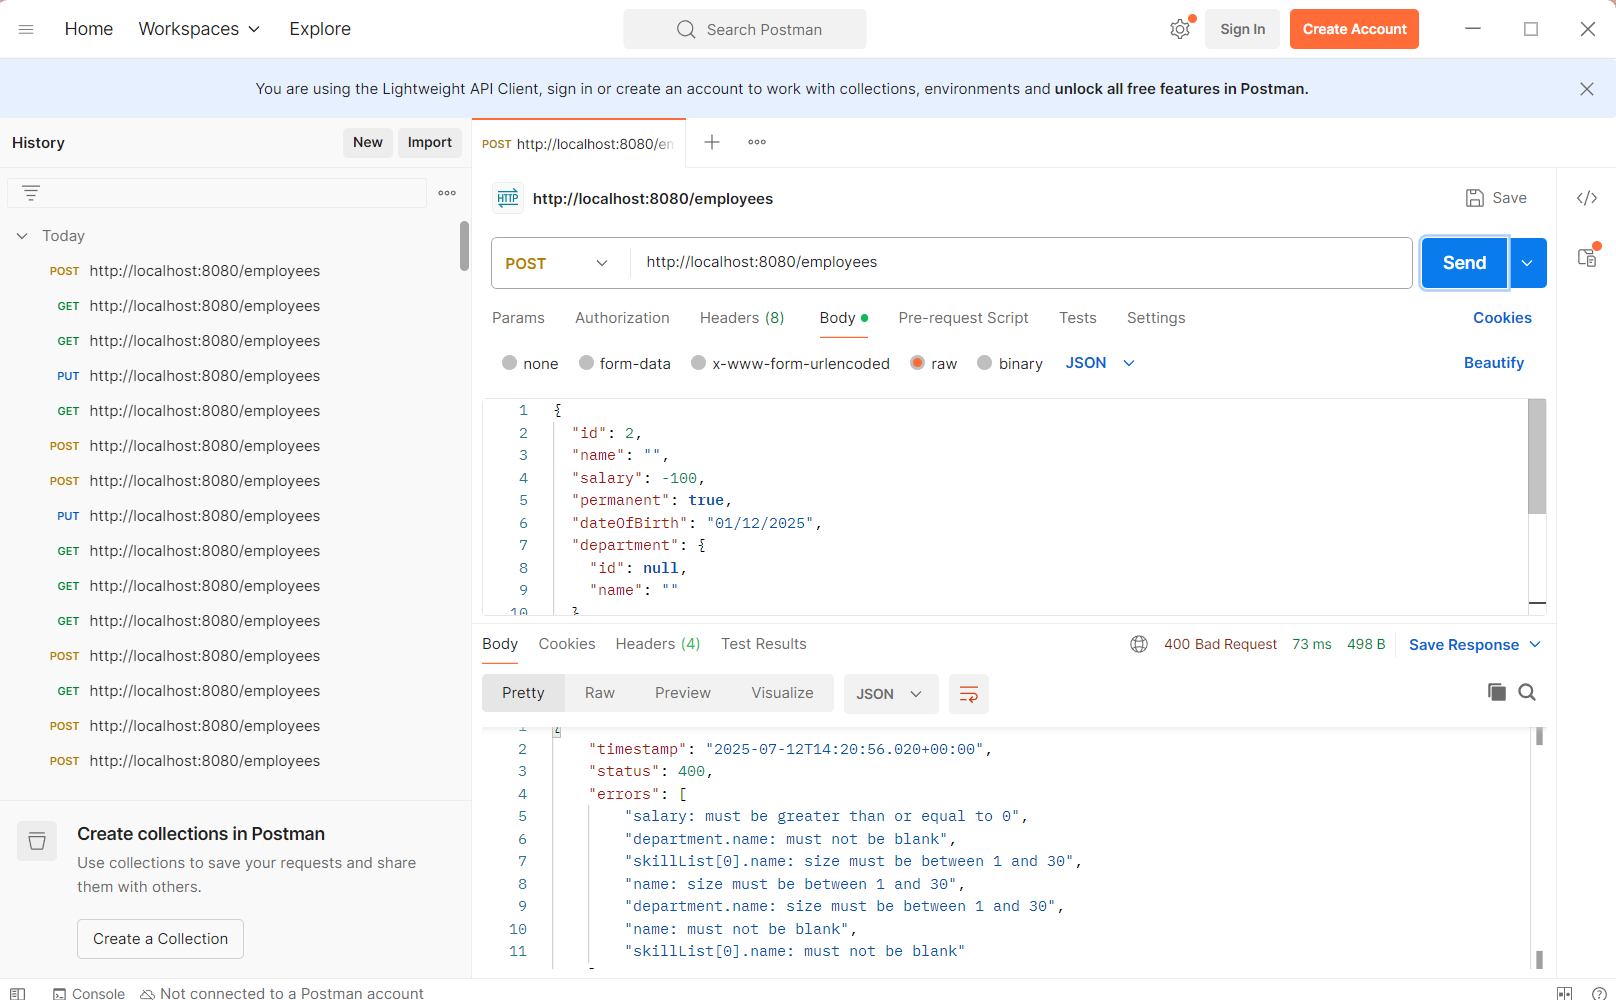 Home
Workspaces
Explore
Search Postman
Sign In
Create Account
You are using the Lightweight API Client, sign in or create an account to work with collections, environments and unlock all free features in Postman.
History
New
Import
Today
POST http://localhost:8080/employees
GET http://localhost:8080/employees
GET http://localhost:8080/employees
PUT http://localhost:8080/employees
GET http://localhost:8080/employees
POST http://localhost:8080/employees
POST http://localhost:8080/employees
PUT http://localhost:8080/employees
GET http://localhost:8080/employees
GET http://localhost:8080/employees
GET http://localhost:8080/employees
POST http://localhost:8080/employees
GET http://localhost:8080/employees
POST http://localhost:8080/employees
POST http://localhost:8080/employees
Create collections in Postman
Use collections to save your requests and share
them with others.
Create a Collection
POST http://localhost:8080/em
HTTP http://localhost:8080/employees
Save
POST http://localhost:8080/employees
Send
Params Authorization Headers (8) Body Pre-request Script Tests Settings Cookies
none form-data x-www-form-urlencoded raw binary JSON Beautify
1 {
2 "id": 2,
3 "name": "",
4 "salary": -100,
5 "permanent": true,
6 "dateOfBirth": "01/12/2025",
7 "department": {
8 "id": null,
9 "name": ""
10 }
Body Cookies Headers (4) Test Results 400 Bad Request 73 ms 498 B Save Response
Pretty Raw Preview Visualize JSON
1 {
2 "timestamp": "2025-07-12T14:20:56.020+00:00",
3 "status": 400,
4 "errors": [
5 "salary: must be greater than or equal to 0",
6 "department.name: must not be blank",
7 "skillList[0].name: size must be between 1 and 30",
8 "name: size must be between 1 and 30",
9 "department.name: size must be between 1 and 30",
10 "name: must not be blank",
11 "skillList[0].name: must not be blank"
Console Not connected to a Postman account